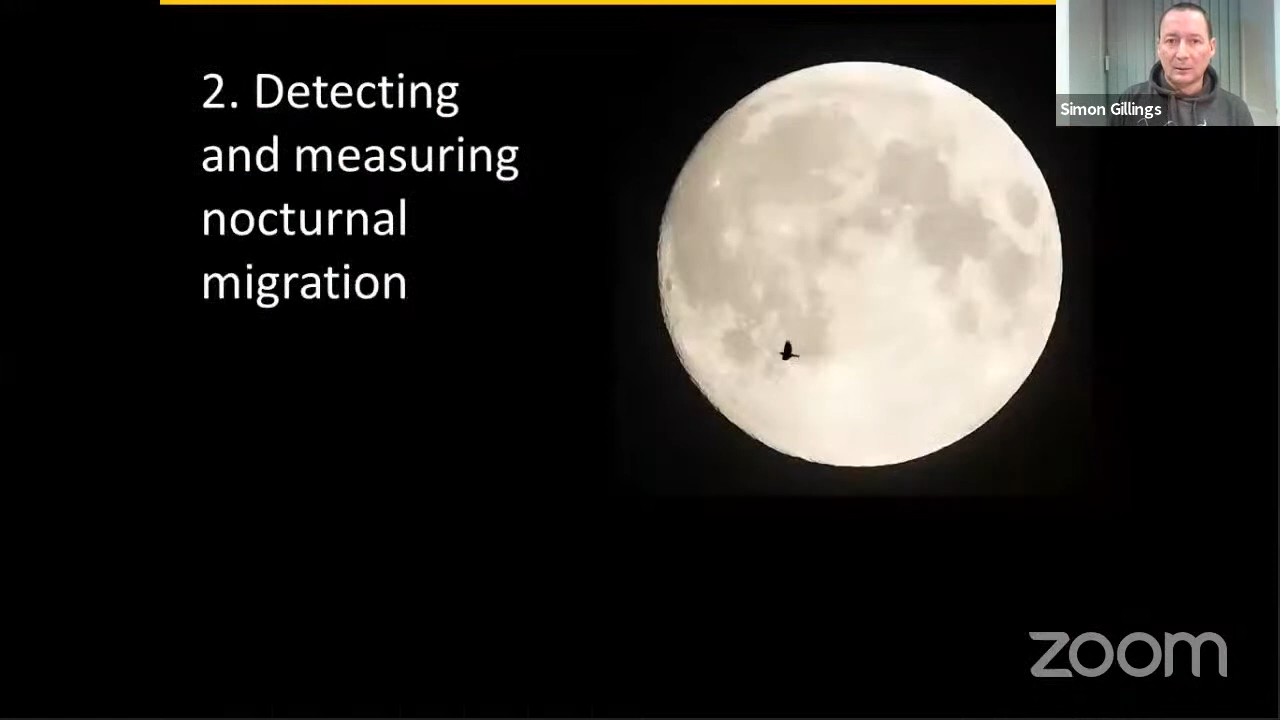 2. Detecting
and measuring
nocturnal
migration
Simon Gillings
zoom